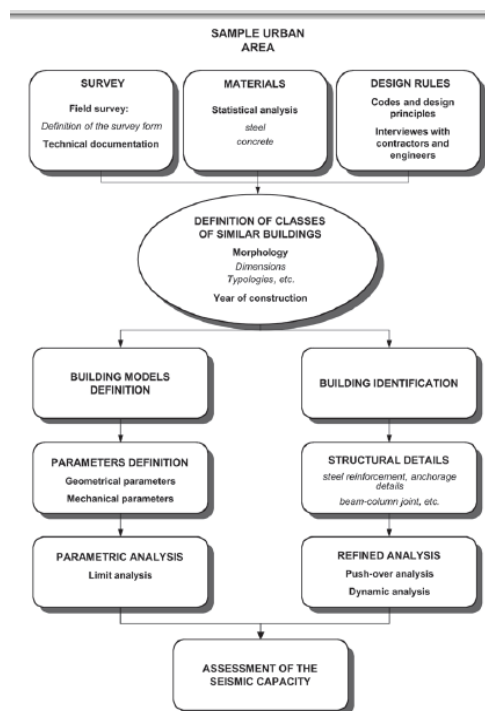 SAMPLE URBAN
AREA
SURVEY
Field survey:
Definition of the survey form
Technical documentation
MATERIALS
Statistical analysis
steel
concrete
DESIGN RULES
Codes and design
principles
Interviewes with
contractors and
engineers
DEFINITION OF CLASSES
OF SIMILAR BUILDINGS
Morphology
Dimensions
Typologies, etc.
Year of construction
BUILDING MODELS
DEFINITION
BUILDING IDENTIFICATION
PARAMETERS DEFINITION
Geometrical parameters
Mechanical parameters
STRUCTURAL DETAILS
steel reinforcement, anchorage
details
beam-column joint, etc.
PARAMETRIC ANALYSIS
Limit analysis
REFINED ANALYSIS
Push-over analysis
Dynamic analysis
ASSESSMENT OF THE
SEISMIC CAPACITY